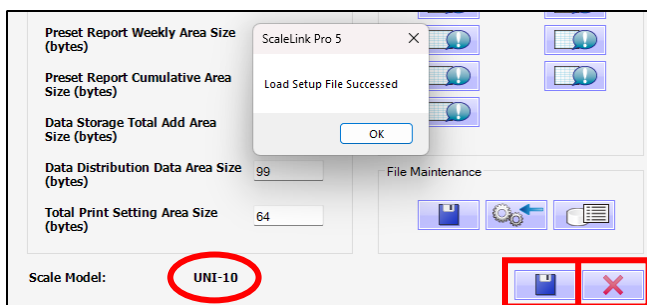 Preset Report Weekly Area Size
(bytes)
ScaleLink Pro 5
Preset Report Cumulative Area
Size (bytes)
Load Setup File Successed
Data Storage Total Add Area
Size (bytes)
OK
Data Distribution Data Area Size
(bytes)
99
File Maintenance
Total Print Setting Area Size
(bytes)
64
Scale Model:
UNI-10